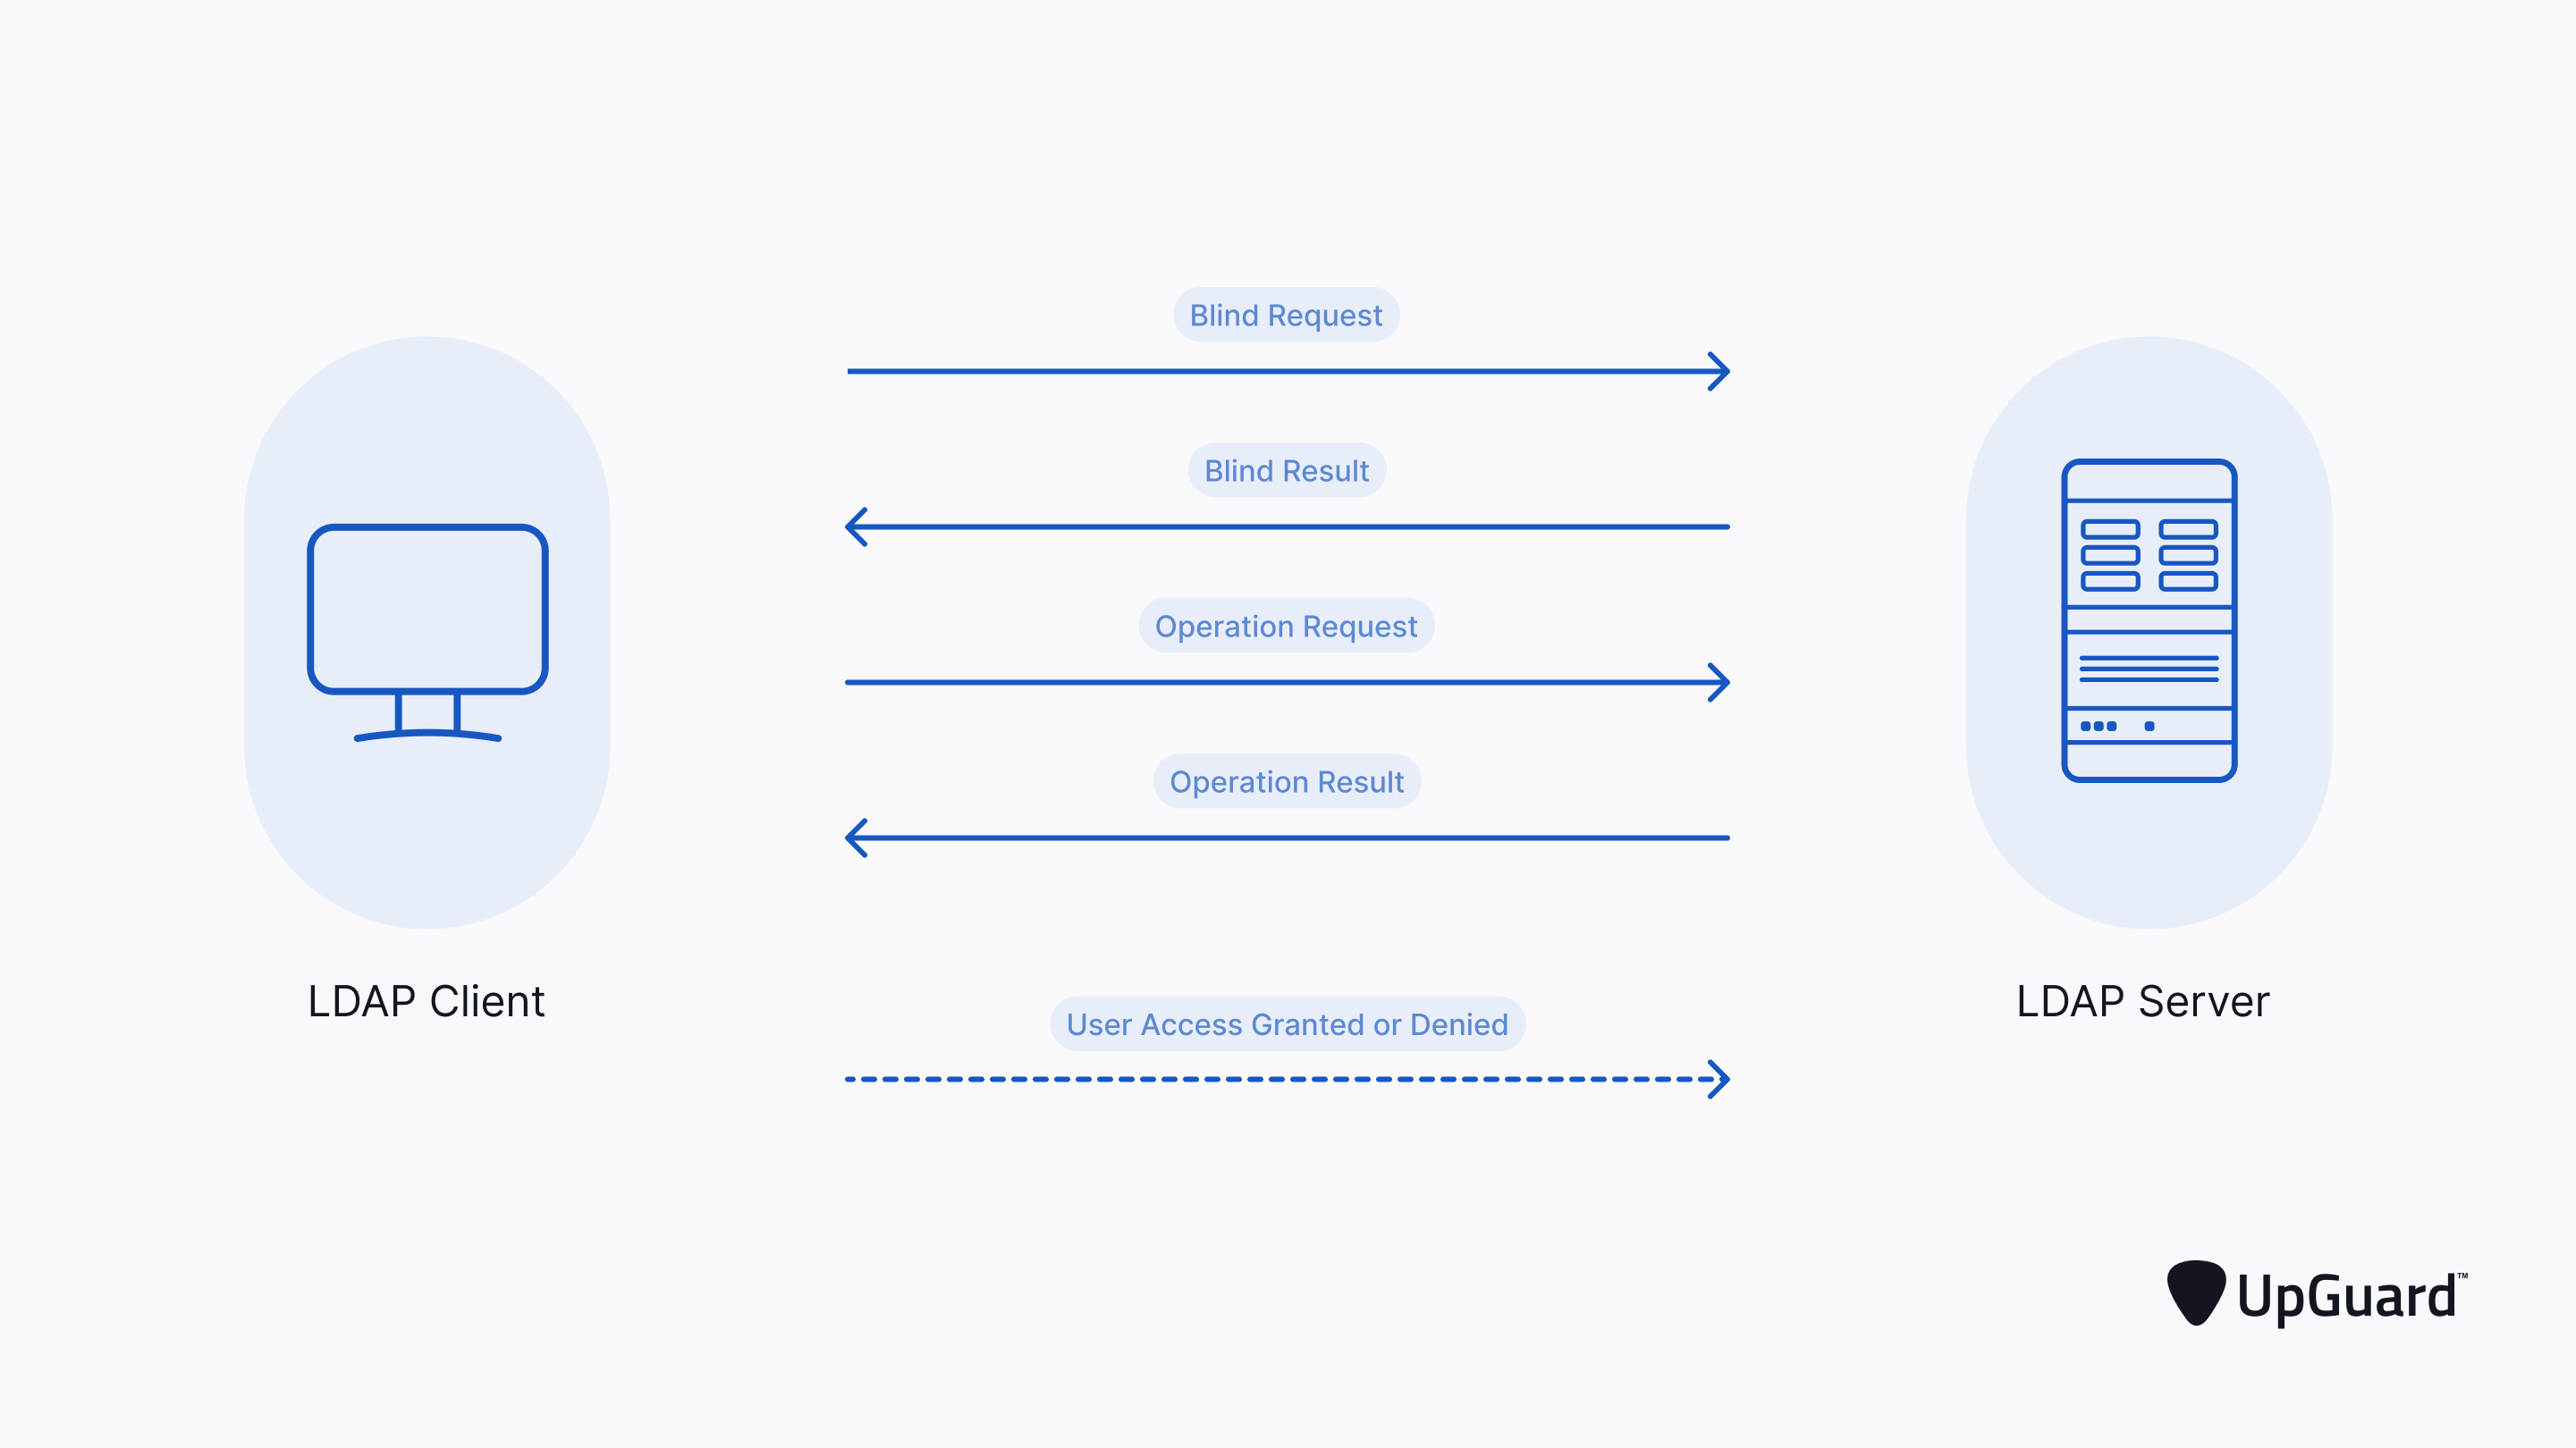 Blind Request
Blind Result
Operation Request
Operation Result
LDAP Client
LDAP Server
User Access Granted or Denied
UpGuard™